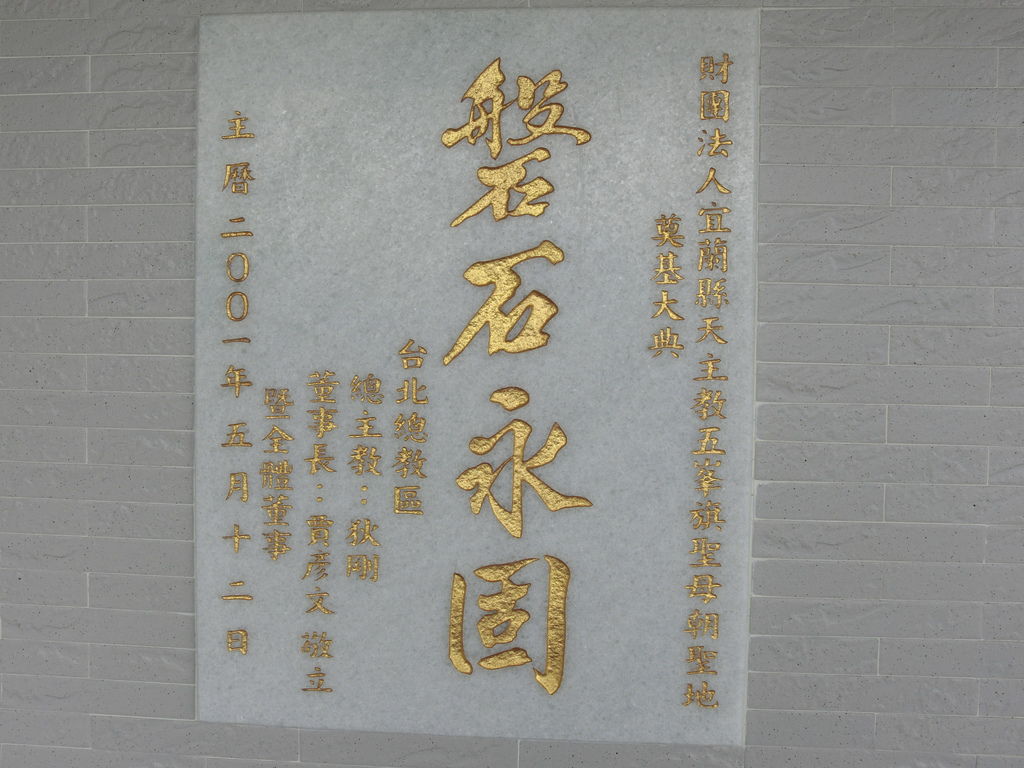 財團法人宜蘭縣天主教五峯旗聖母朝聖地
奠基大典
磐石永固
台北總教區
總主教：狄剛
董事長：賈彥文敬立
暨全體董事
主曆二〇〇一年五月十二日